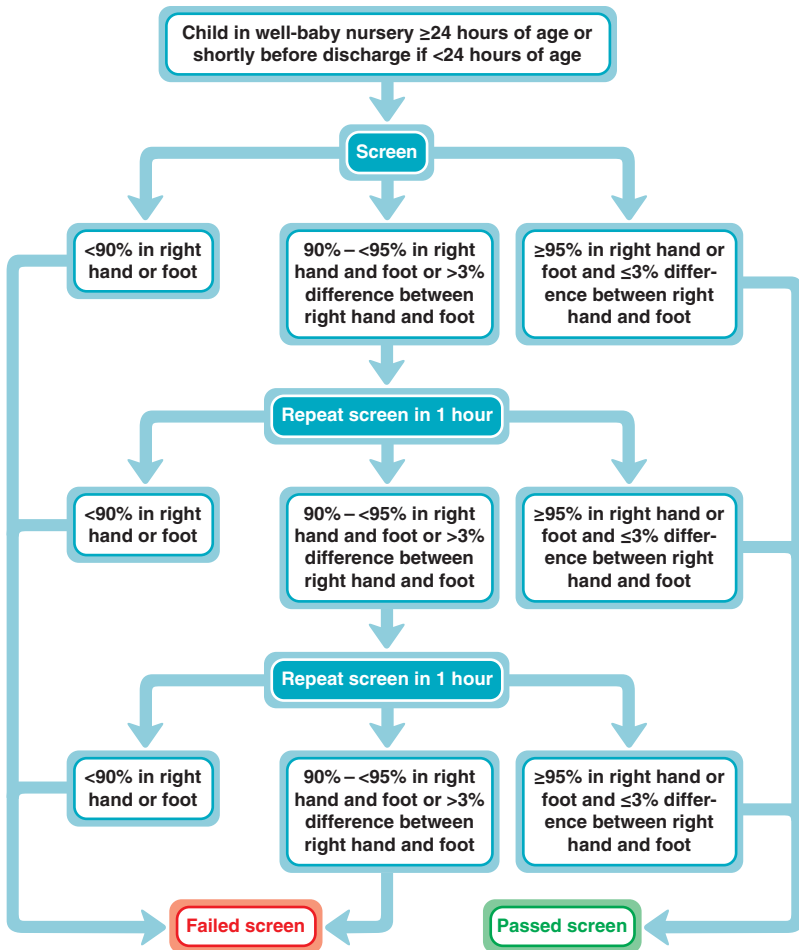 Child in well-baby nursery ≥24 hours of age or
shortly before discharge if <24 hours of age
Screen
<90% in right
hand or foot
90% – <95% in right
hand and foot or >3%
difference between
right hand and foot
≥95% in right hand or
foot and ≤3% differ-
ence between right
hand and foot
Repeat screen in 1 hour
<90% in right
hand or foot
90% – <95% in right
hand and foot or >3%
difference between
right hand and foot
≥95% in right hand or
foot and ≤3% differ-
ence between right
hand and foot
Repeat screen in 1 hour
<90% in right
hand or foot
90% – <95% in right
hand and foot or >3%
difference between
right hand and foot
≥95% in right hand or
foot and ≤3% differ-
ence between right
hand and foot
Failed screen
Passed screen